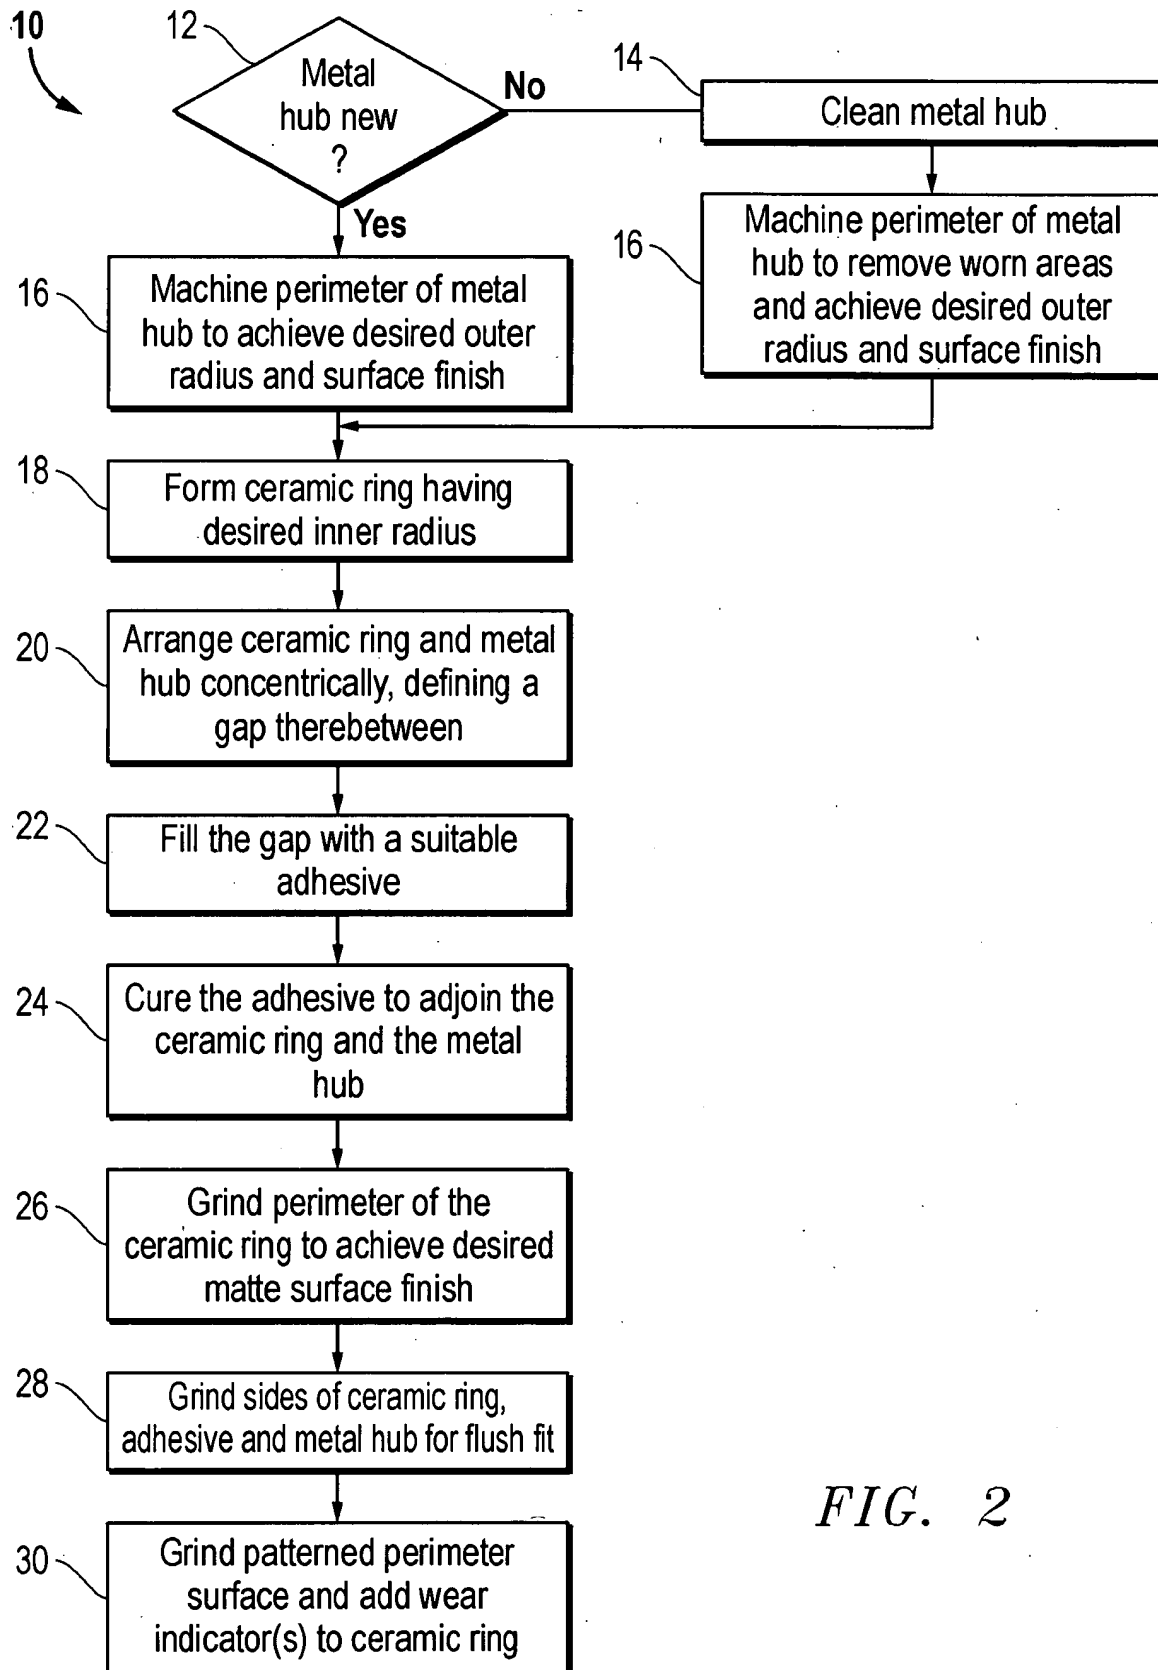 10
12
Metal
hub new
?
No
Yes
14
Clean metal hub
16
Machine perimeter of metal
hub to remove worn areas
and achieve desired outer
radius and surface finish
16
Machine perimeter of metal
hub to achieve desired outer
radius and surface finish
18
Form ceramic ring having
desired inner radius
20
Arrange ceramic ring and metal
hub concentrically, defining a
gap therebetween
22
Fill the gap with a suitable
adhesive
24
Cure the adhesive to adjoin the
ceramic ring and the metal
hub
26
Grind perimeter of the
ceramic ring to achieve desired
matte surface finish
28
Grind sides of ceramic ring,
adhesive and metal hub for flush fit
30
Grind patterned perimeter
surface and add wear
indicator(s) to ceramic ring
FIG. 2